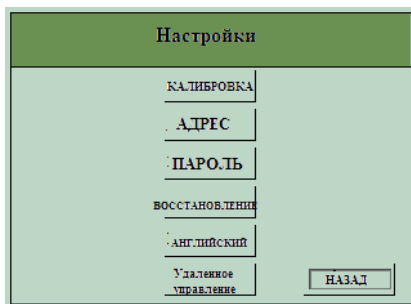 Настройки
КАЛИБРОВКА
АДРЕС
ПАРОЛЬ
ВОССТАНОВЛЕНИЕ
АНГЛИЙСКИЙ
Удаленное
управление
НАЗАД